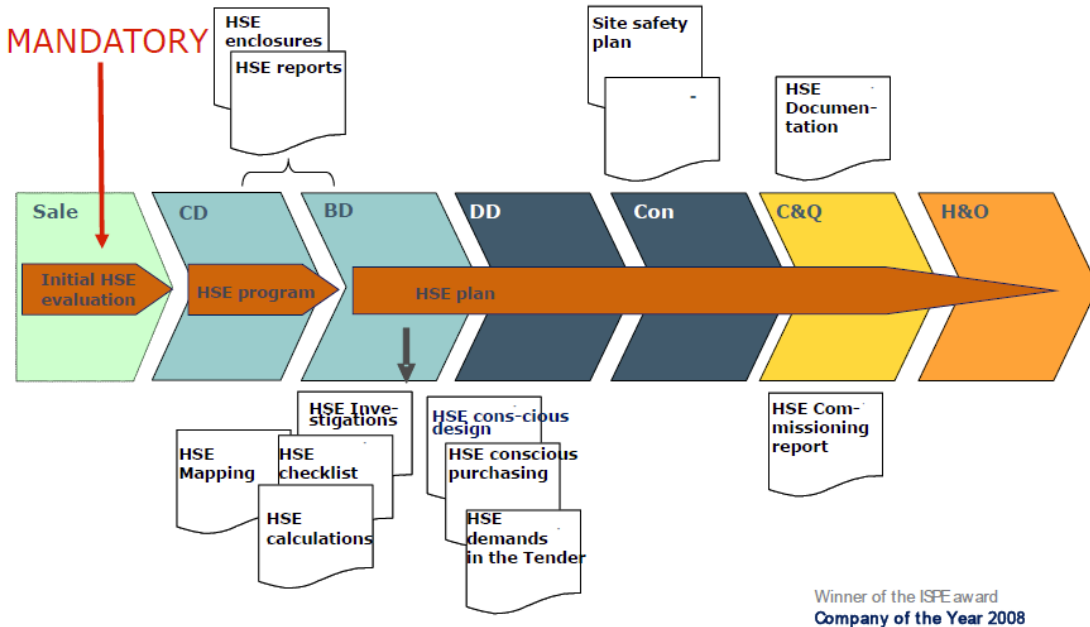 MANDATORY
HSE
enclosures
HSE reports
Site safety
plan
-
HSE
Documen-
tation
Sale
CD
BD
DD
Con
C&Q
H&O
Initial HSE
evaluation
HSE program
HSE plan
HSE Inve-
stigations
HSE
Mapping
HSE
checklist
HSE
calculations
HSE cons-cious
design
HSE conscious
purchasing
HSE
demands
in the Tender
HSE Com-
missioning
report
Winner of the ISPE award
Company of the Year 2008